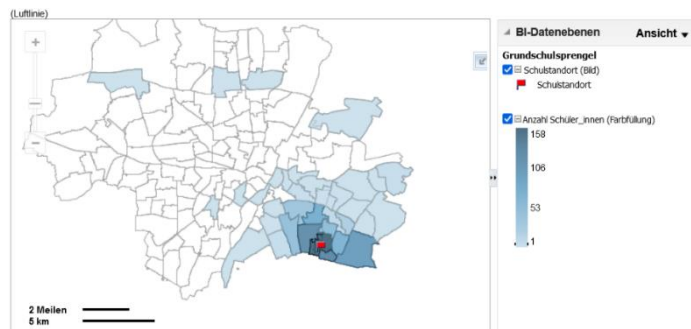 (Luftlinie)
2 Meilen
5 km
BI-Datenebenen Ansicht
Grundschulsprengel
Schulstandort (Bild)
Schulstandort
Anzahl Schüler_innen (Farbfüllung)
158
106
53
1